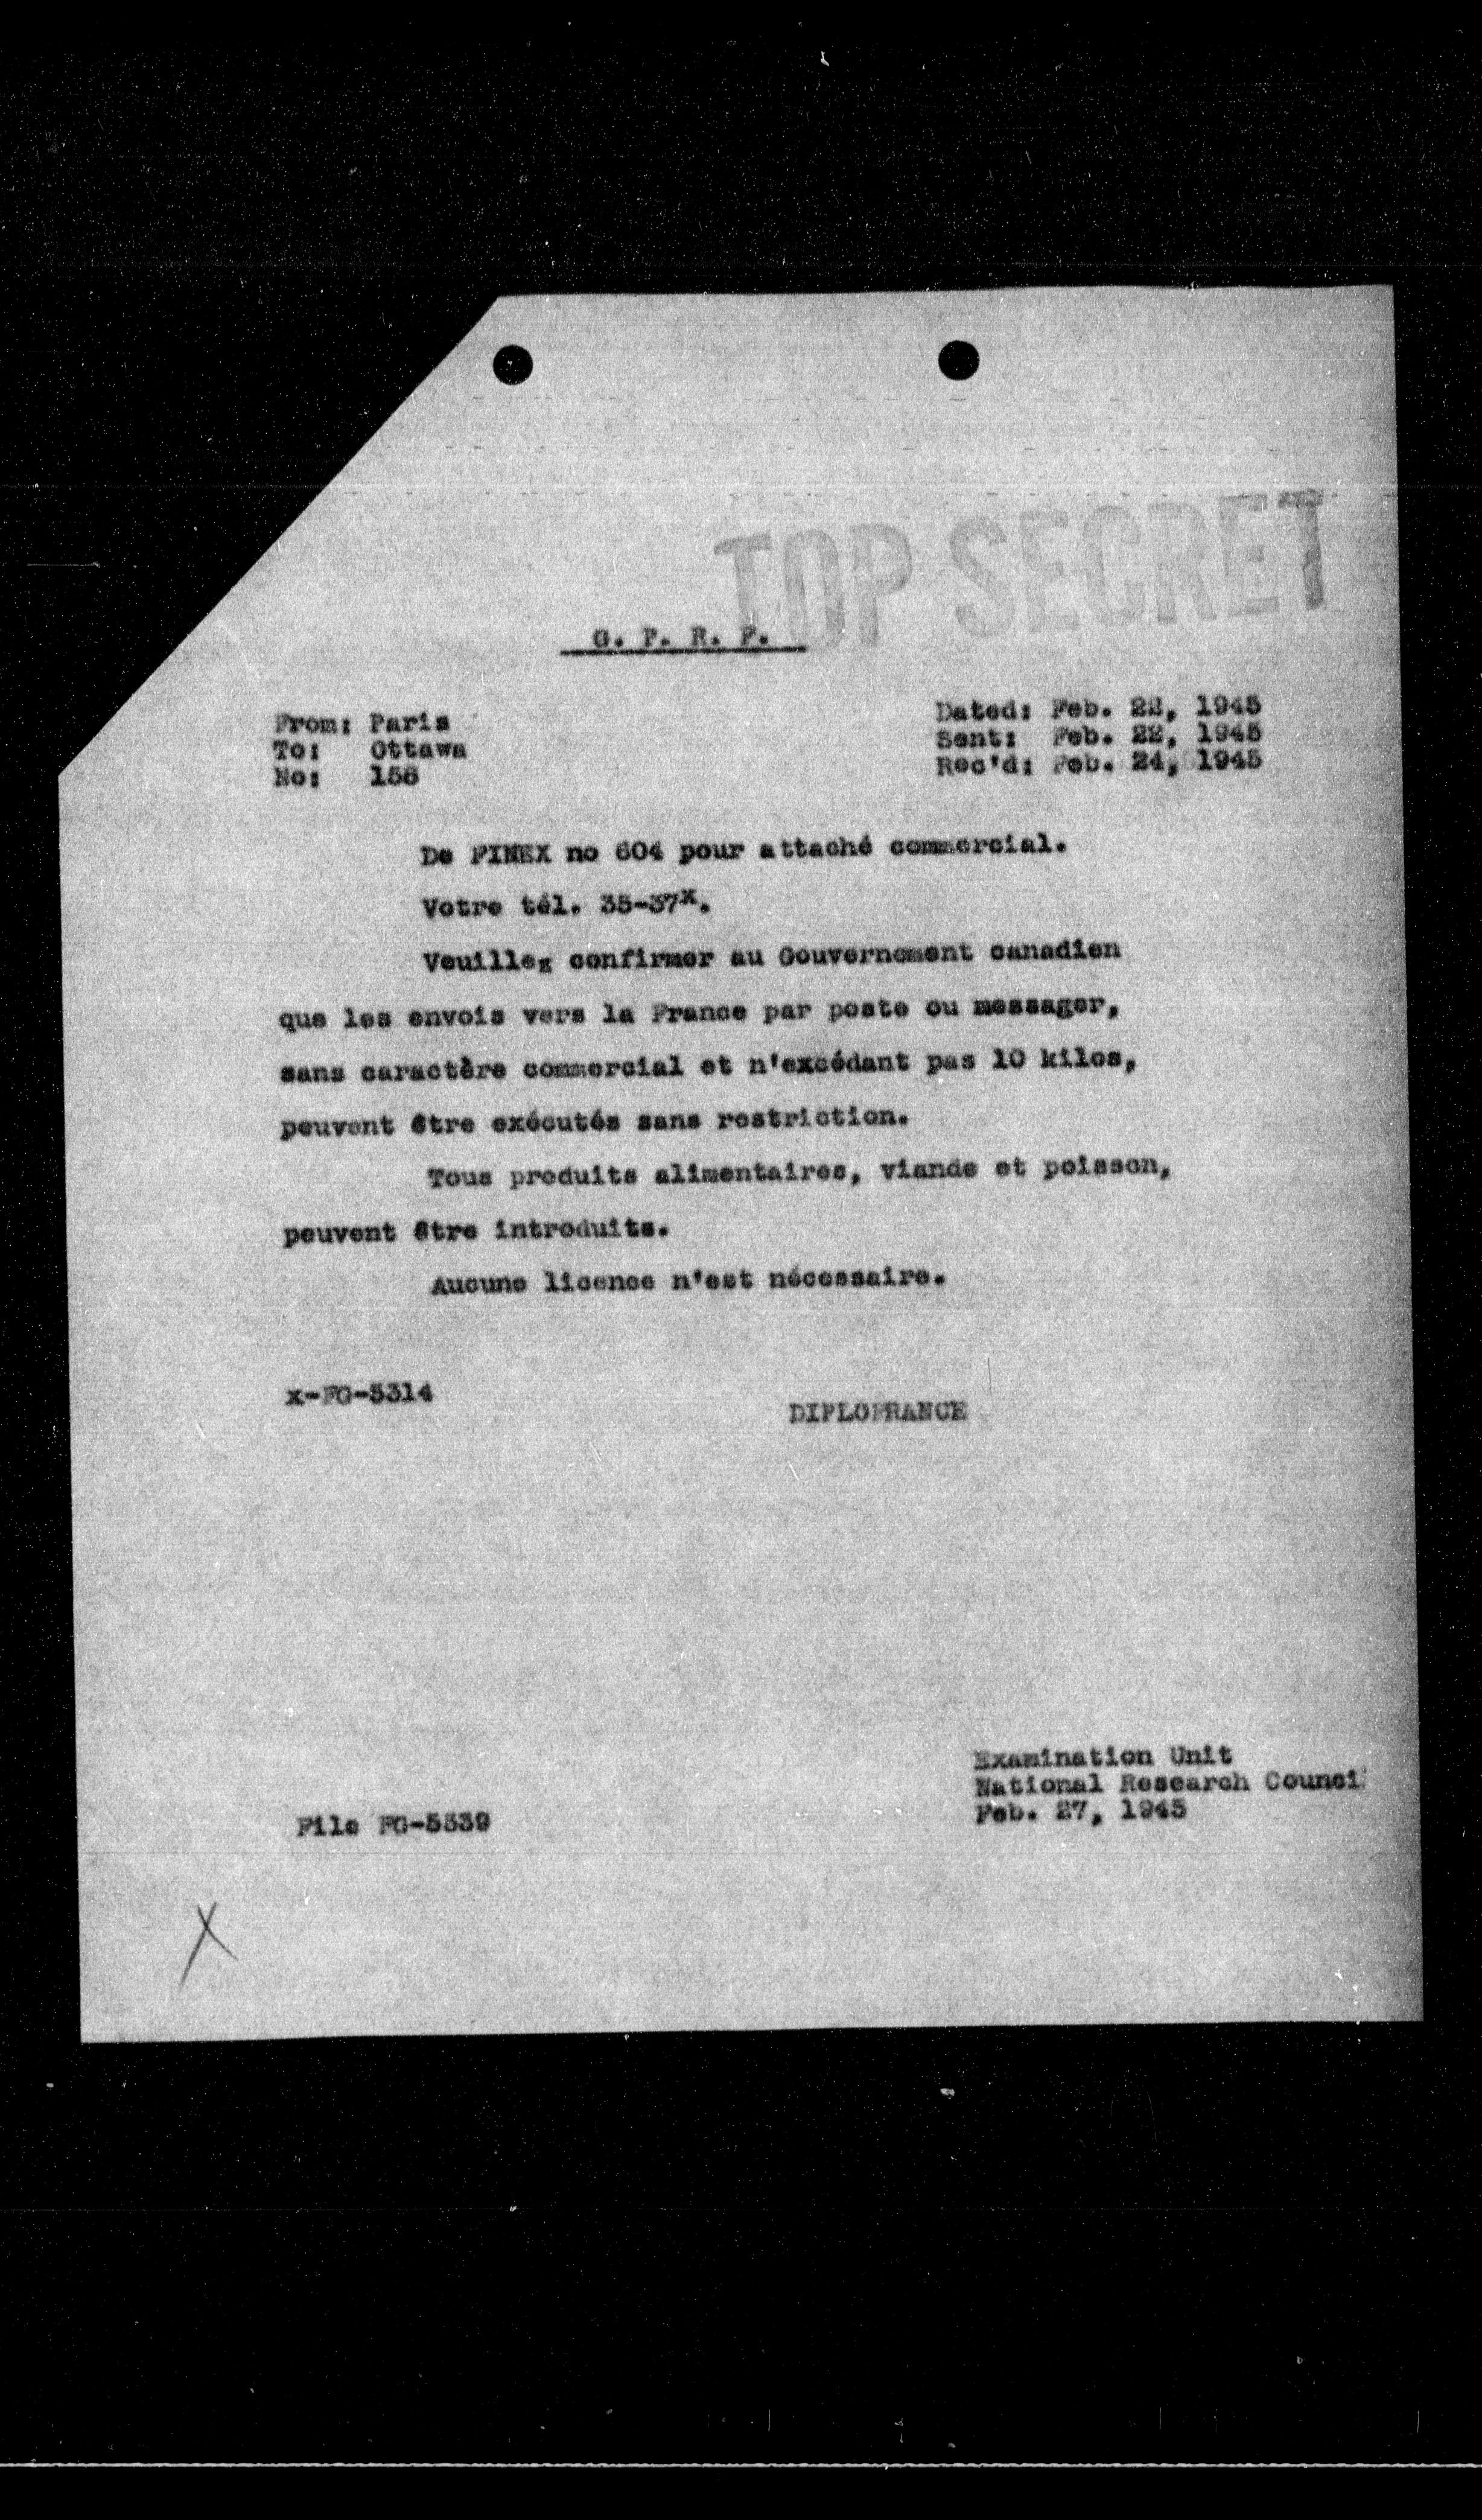 TOP SECRET
G. P. R. F.
From: Paris
To: Ottawa
No: 158
Dated: Feb. 22, 1945
Sent: Feb. 22, 1945
Rec'd: Feb. 24, 1945
De FINEX no 604 pour attaché commercial.
Votre tél. 35-37x.
Veuillez confirmer au Gouvernement canadien
que les envois vers la France par poste ou messager,
sans caractère commercial et n'excédant pas 10 kilos,
peuvent être exécutés sans restriction.
Tous produits alimentaires, viande et poisson,
peuvent être introduits.
Aucune licence n'est nécessaire.
x-FG-5314
DIPLOFRANCE
Examination Unit
National Research Council
Feb. 27, 1945
File FG-5339
X